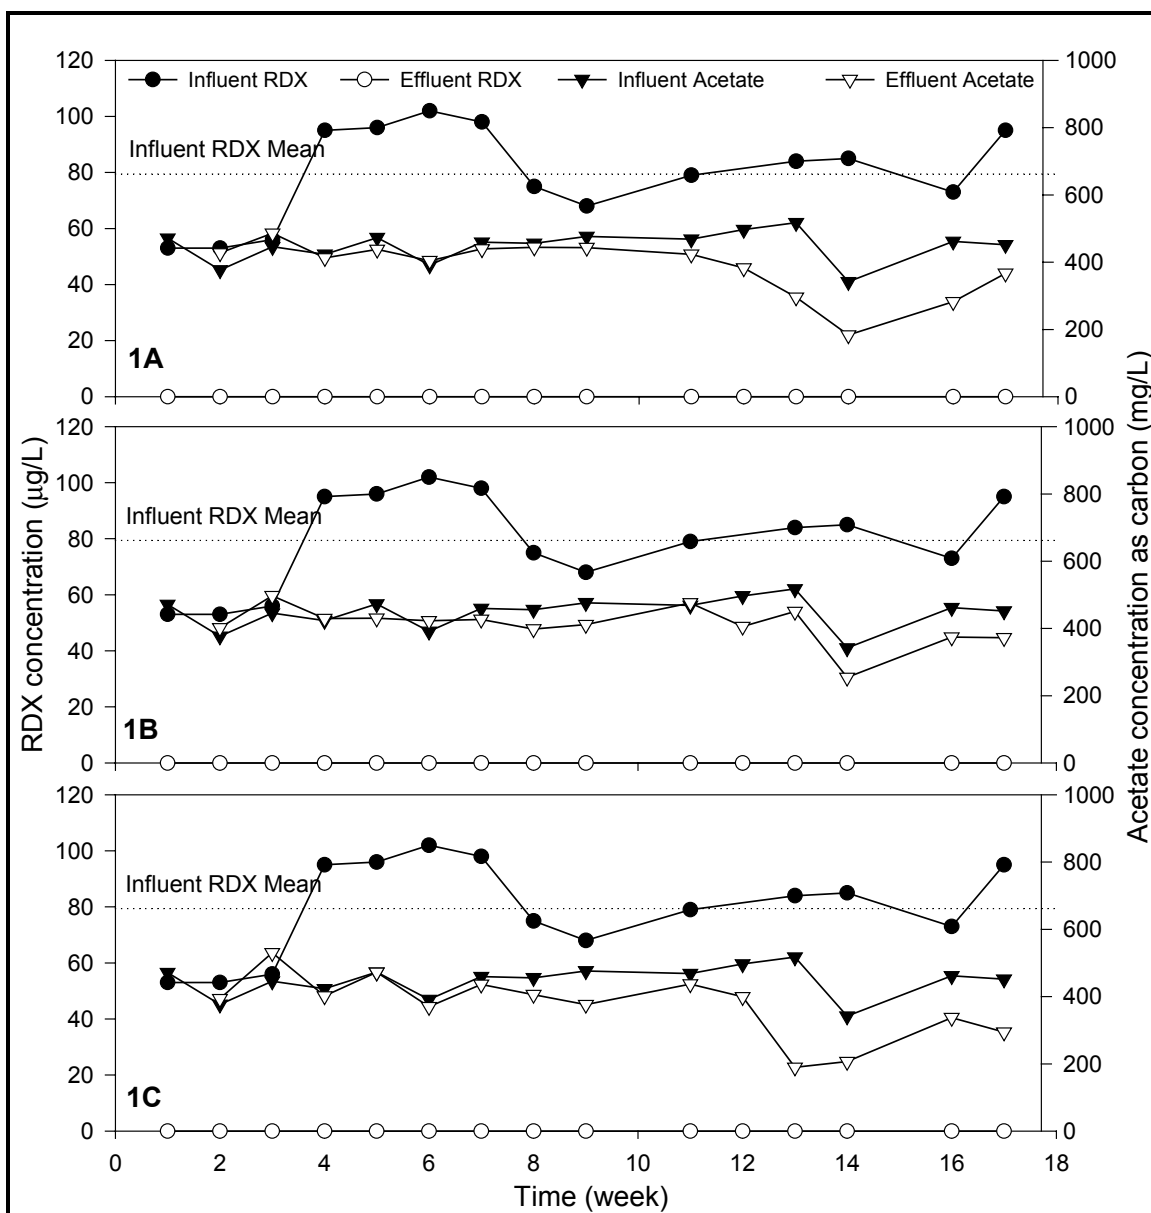 120
100
80
60
40
20
0
1000
800
600
400
200
0
Influent RDX
Effluent RDX
Influent Acetate
Effluent Acetate
Influent RDX Mean
1A
120
100
80
60
40
20
0
1000
800
600
400
200
0
Influent RDX Mean
1B
120
100
80
60
40
20
0
1000
800
600
400
200
0
Influent RDX Mean
1C
0 2 4 6 8 10 12 14 16 18
Time (week)
RDX concentration (µg/L)
Acetate concentration as carbon (mg/L)